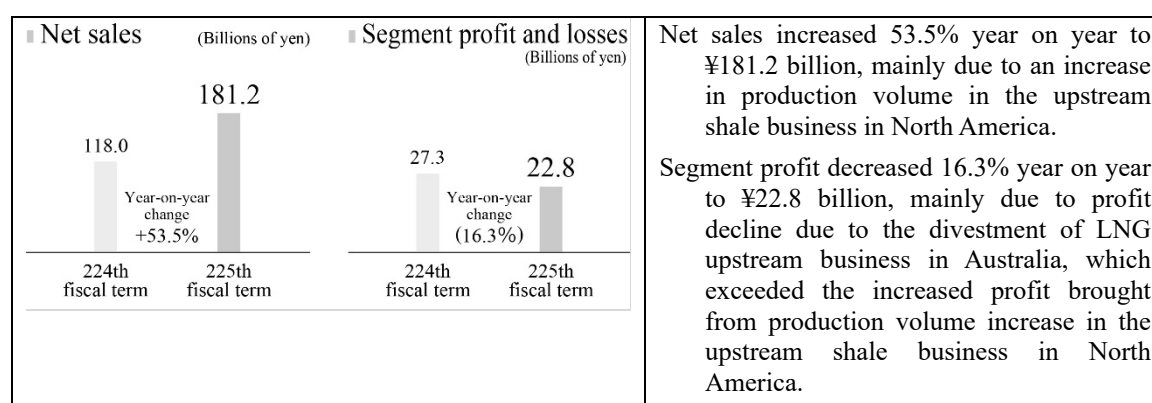 Net sales (Billions of yen)
181.2
118.0
Year-on-year
change
+53.5%
224th
fiscal term
225th
fiscal term
Segment profit and losses
(Billions of yen)
27.3
22.8
Year-on-year
change
(16.3%)
224th
fiscal term
225th
fiscal term
Net sales increased 53.5% year on year to
¥181.2 billion, mainly due to an increase
in production volume in the upstream
shale business in North America.
Segment profit decreased 16.3% year on year
to ¥22.8 billion, mainly due to profit
decline due to the divestment of LNG
upstream business in Australia, which
exceeded the increased profit brought
from production volume increase in the
upstream shale business in North
America.